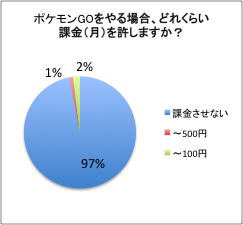 ポケモンGOをやる場合、どれくらい
課金（月）を許しますか？
1%
2%
97%
課金させない
〜500円
〜100円